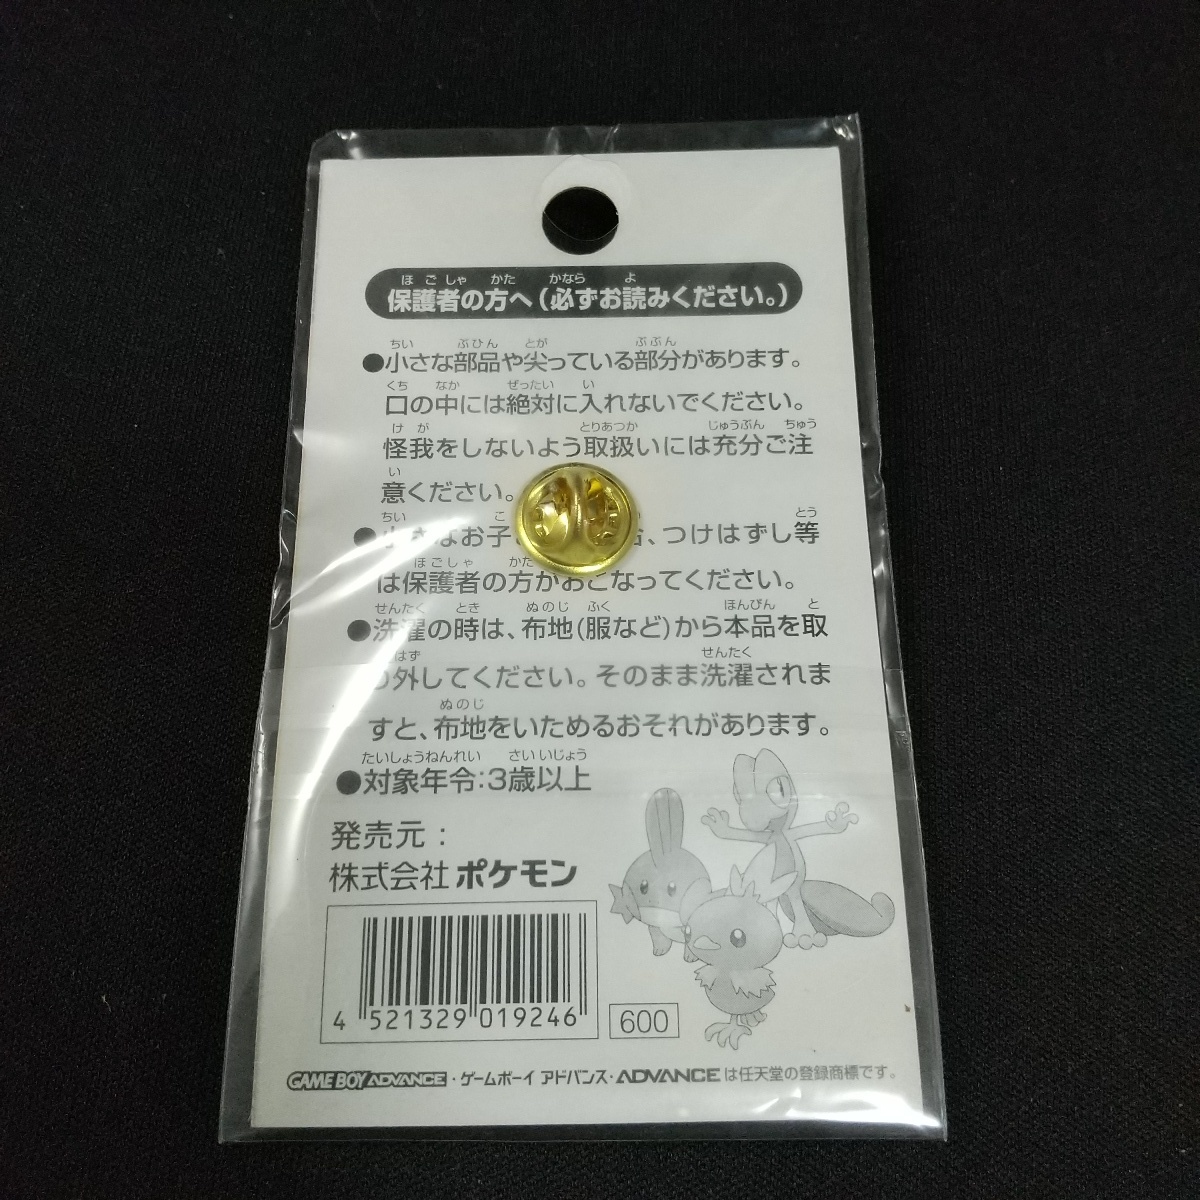 ほごしゃ かた かなら よ
保護者の方へ(必ずお読みください。)
ちい ぶひん とが ぶぶん
●小さな部品や尖っている部分があります。
くち なか ぜったい い
口の中には絶対に入れないでください。
けが とりあつか じゅうぶん ちゅう
怪我をしないよう取扱いには充分ご注
い
意ください。
ちい こ とう
●小さなお子 、つけはずし等
ほごしゃ かた
は保護者の方がおこなってください。
せんたく とき ぬのじ ふく ほんぴん と
●洗濯の時は、布地(服など)から本品を取
はず せんたく
り外してください。そのまま洗濯されま
ぬのじ
すと、布地をいためるおそれがあります。
たいしょうねんれい さいいじょう
●対象年令:3歳以上
発売元:
株式会社 ポケモン
4 521329 019246
600
GAME BOY ADVANCE・ゲームボーイ アドバンス・ADVANCEは任天堂の登録商標です。